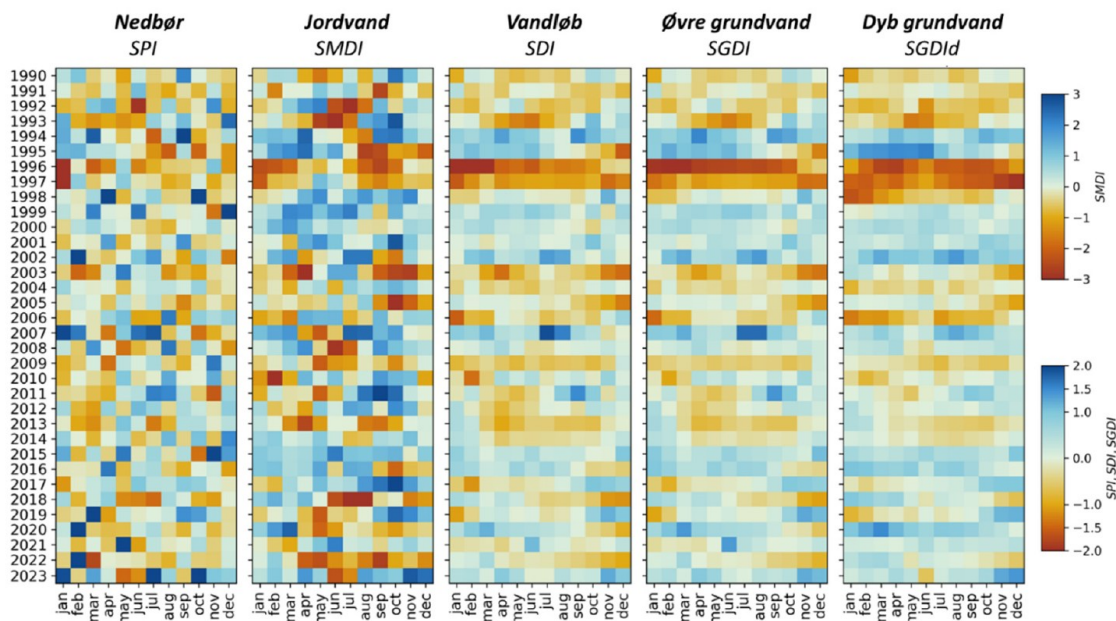 Nedbør
SPI
Jordvand
SMDI
Vandløb
SDI
Øvre grundvand
SGDI
Dyb grundvand
SGDId
1990
1991
1992
1993
1994
1995
1996
1997
1998
1999
2000
2001
2002
2003
2004
2005
2006
2007
2008
2009
2010
2011
2012
2013
2014
2015
2016
2017
2018
2019
2020
2021
2022
2023
jan feb mar apr may jun jul aug sep oct nov dec
jan feb mar apr may jun jul aug sep oct nov dec
jan feb mar apr may jun jul aug sep oct nov dec
jan feb mar apr may jun jul aug sep oct nov dec
jan feb mar apr may jun jul aug sep oct nov dec
3
2
1
0
−1
−2
−3
SMDI
2.0
1.5
1.0
0.5
0.0
−0.5
−1.0
−1.5
−2.0
SPI, SDI, SGDI